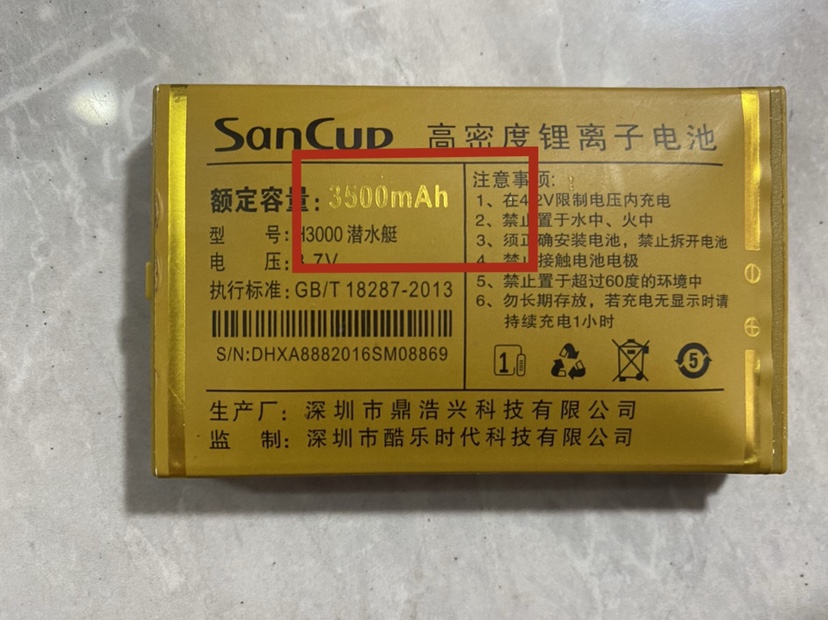 SanCup 高密度锂离子电池
额定容量: 3500mAh
型 号: H3000 潜水艇
电 压: 3.7V
执行标准: GB/T 18287-2013
S/N:DHXA8882016SM08869
注意事项:
1、在4.2V限制电压内充电
2、禁止置于水中、火中
3、须正确安装电池，禁止拆开电池
4、禁止接触电池电极
5、禁止置于超过60度的环境中
6、勿长期存放，若充电无显示时请
持续充电1小时
1
5
生产厂: 深圳市鼎浩兴科技有限公司
监 制: 深圳市酷乐时代科技有限公司